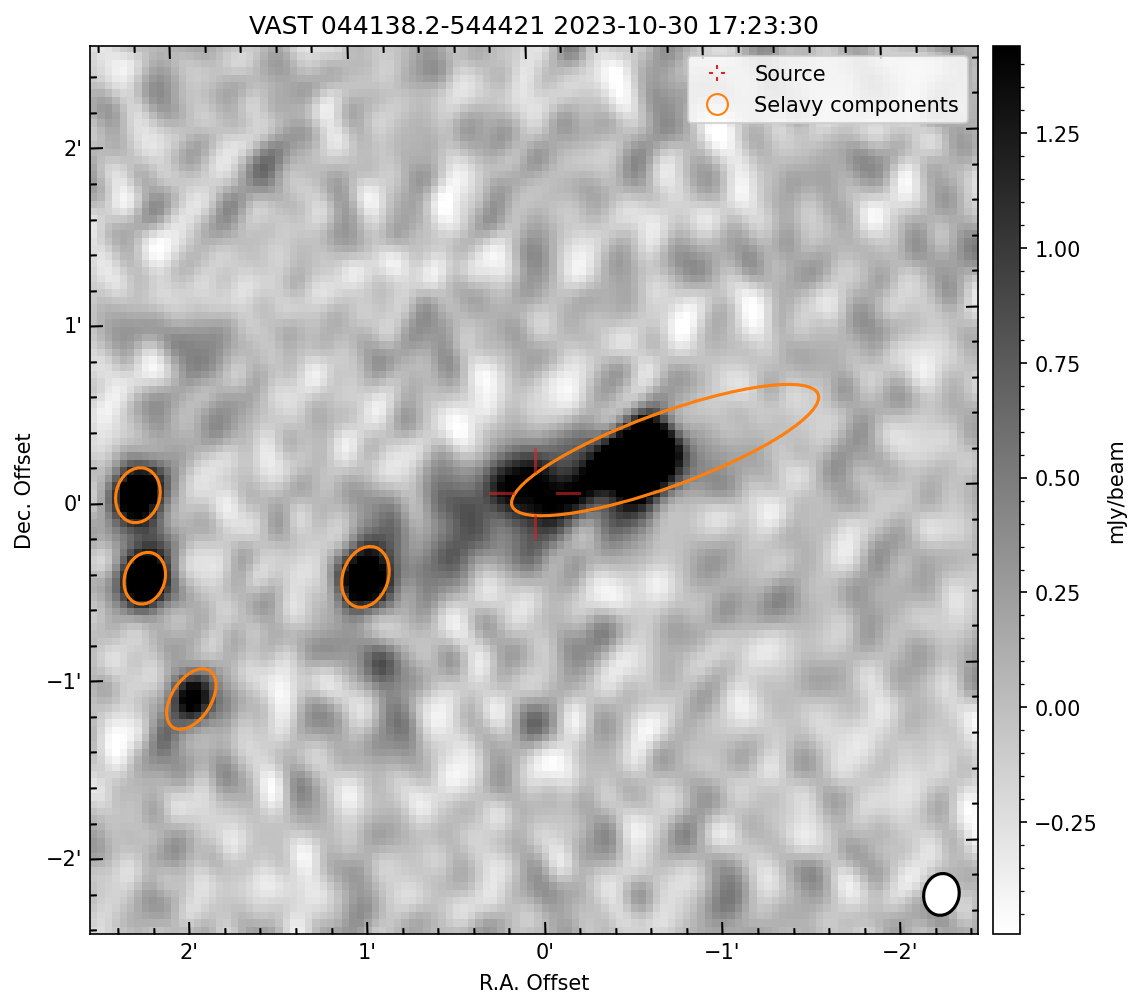 VAST 044138.2-544421 2023-10-30 17:23:30
Source
Selavy components
2'
1'
0'
−1'
−2'
Dec. Offset
2'
1'
0'
−1'
−2'
R.A. Offset
1.25
1.00
0.75
0.50
0.25
0.00
−0.25
mJy/beam